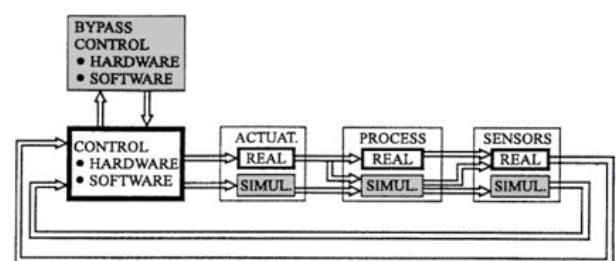 BYPASS
CONTROL
• HARDWARE
• SOFTWARE
CONTROL
• HARDWARE
• SOFTWARE
ACTUAT.
REAL
SIMUL.
PROCESS
REAL
SIMUL.
SENSORS
REAL
SIMUL.